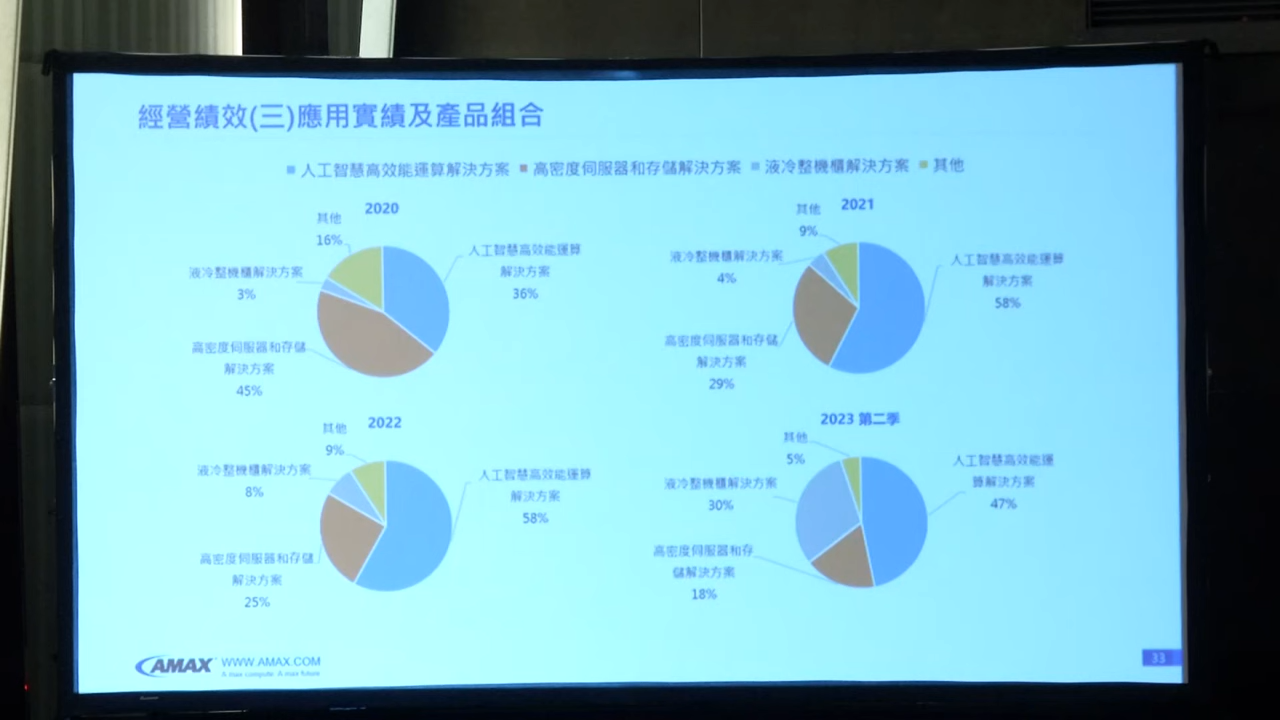 經營績效(三)應用實績及產品組合
人工智慧高效能運算解決方案 高密度伺服器和存儲解決方案 液冷整機櫃解決方案 其他
2020
其他
16%
人工智慧高效能運算
解決方案
36%
液冷整機櫃解決方案
3%
高密度伺服器和存儲
解決方案
45%
2021
其他
9%
人工智慧高效能運算
解決方案
58%
液冷整機櫃解決方案
4%
高密度伺服器和存儲
解決方案
29%
2022
其他
9%
人工智慧高效能運算
解決方案
58%
液冷整機櫃解決方案
8%
高密度伺服器和存儲
解決方案
25%
2023 第二季
其他
5%
人工智慧高效能運
算解決方案
47%
液冷整機櫃解決方案
30%
高密度伺服器和存
儲解決方案
18%
AMAX WWW.AMAX.COM
A max compute. A max future.
33